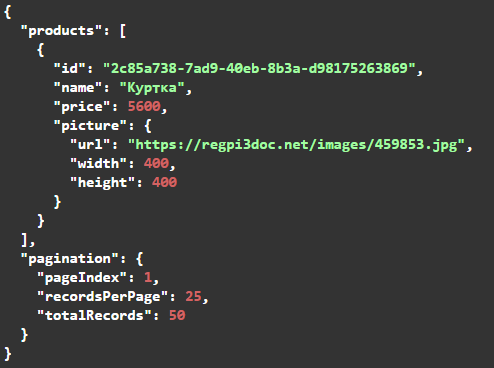 {
  "products": [
    {
      "id": "2c85a738-7ad9-40eb-8b3a-d98175263869",
      "name": "Куртка",
      "price": 5600,
      "picture": {
        "url": "https://regpi3doc.net/images/459853.jpg",
        "width": 400,
        "height": 400
      }
    }
  ],
  "pagination": {
    "pageIndex": 1,
    "recordsPerPage": 25,
    "totalRecords": 50
  }
}